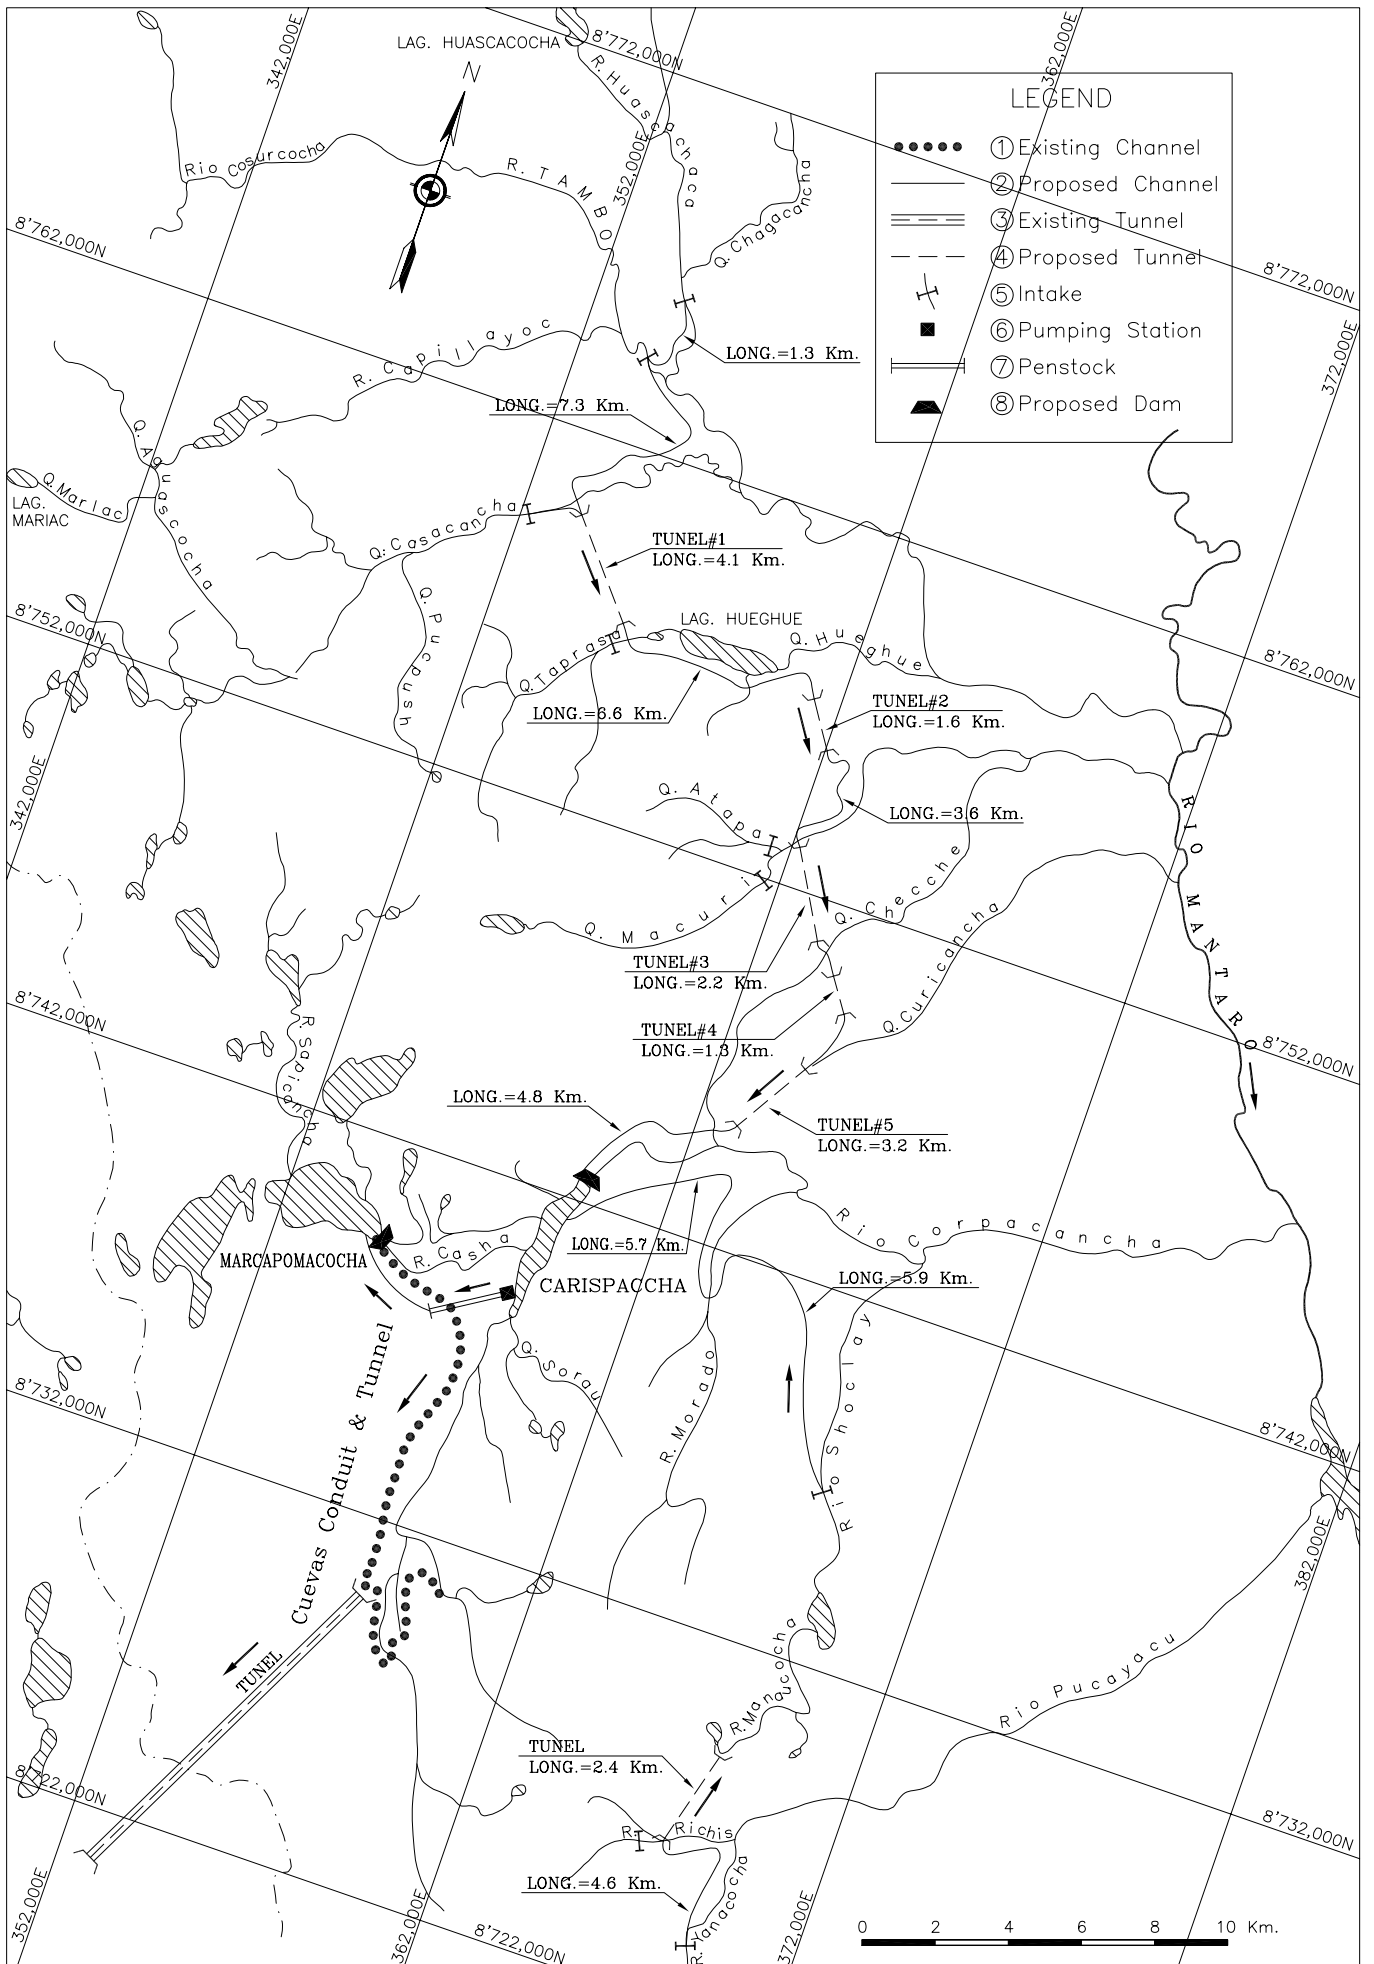 LAG. HUASCACOCHA
8'772,000N
342,000E
362,000E
N
R. Huascachaca
352,000E
LEGEND
① Existing Channel
② Proposed Channel
③ Existing Tunnel
④ Proposed Tunnel
⑤ Intake
⑥ Pumping Station
⑦ Penstock
⑧ Proposed Dam
Rio Cosurcocha
R. TAMBO
Q. Chagacancha
8'762,000N
8'772,000N
372,000E
R. Capillayoc
LONG.=1.3 Km.
LONG.=7.3 Km.
Q. Aguascocha
Q. Mariac
LAG.
MARIAC
Q. Casacancha
TUNEL#1
LONG.=4.1 Km.
Q. Pucpush
8'752,000N
LAG. HUEGHUE
Q. Hueghue
8'762,000N
Q. Taprasa
LONG.=6.6 Km.
TUNEL#2
LONG.=1.6 Km.
342,000E
Q. Atapa
LONG.=3.6 Km.
RIO MANTARO
Q. Checche
Q. Macuri
Q. Curicancha
TUNEL#3
LONG.=2.2 Km.
8'742,000N
R. Sapicancha
TUNEL#4
LONG.=1.3 Km.
8'752,000N
LONG.=4.8 Km.
TUNEL#5
LONG.=3.2 Km.
Rio Corpacancha
LONG.=5.7 Km.
MARCAPOMACOCHA
R. Casha
CARISPACCHA
LONG.=5.9 Km.
Q. Sorau
Cuevas Conduit & Tunnel
R. Morado
Rio Shoclay
8'732,000N
8'742,000N
382,000E
TUNEL
R. Manaucocha
Rio Pucayacu
TUNEL
LONG.=2.4 Km.
8'722,000N
R. Richis
8'732,000N
LONG.=4.6 Km.
R. Yanacocha
352,000E
362,000E
8'722,000N
372,000E
0 2 4 6 8 10 Km.